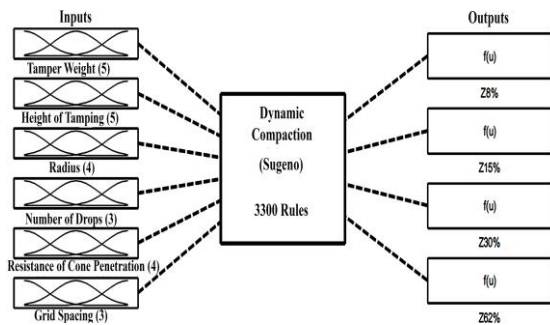 Inputs
Tamper Weight (5)
Height of Tamping (5)
Radius (4)
Number of Drops (3)
Resistance of Cone Penetration (4)
Grid Spacing (3)
Dynamic
Compaction
(Sugeno)
3300 Rules
Outputs
f(u)
Z8%
f(u)
Z15%
f(u)
Z30%
f(u)
Z62%